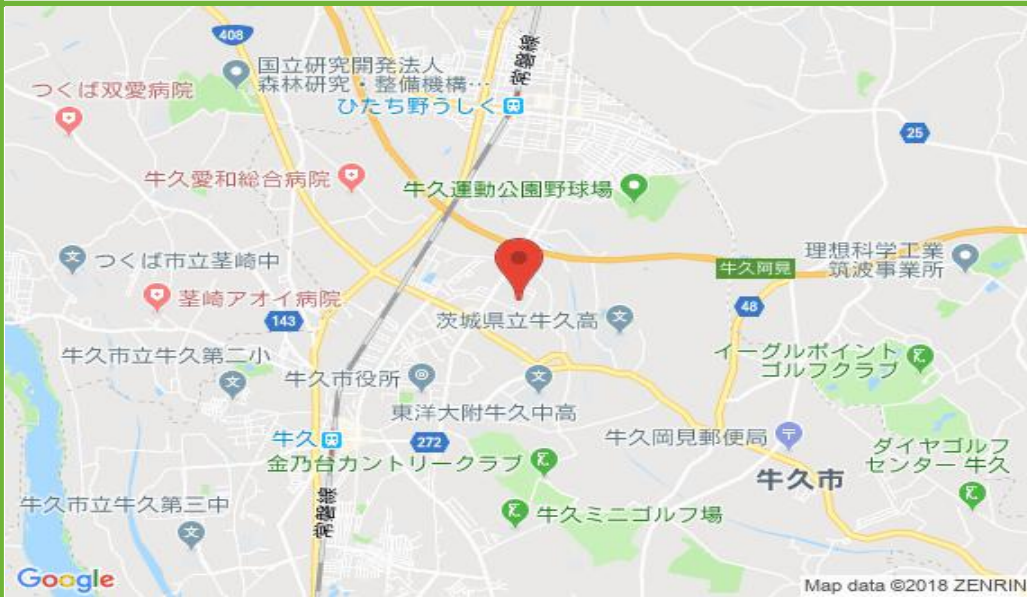 408
常磐線
国立研究開発法人
森林研究・整備機構…
つくば双愛病院
ひたち野うしく
25
牛久愛和総合病院
牛久運動公園野球場
理想科学工業
筑波事業所
つくば市立茎崎中
牛久阿見
茎崎アオイ病院
48
143
茨城県立牛久高
牛久市立牛久第二小
イーグルポイント
ゴルフクラブ
牛久市役所
東洋大附牛久中高
牛久
272
牛久岡見郵便局
ダイヤゴルフ
センター 牛久
金乃台カントリークラブ
牛久市
牛久市立牛久第三中
常磐線
牛久ミニゴルフ場
Google
Map data ©2018 ZENRIN